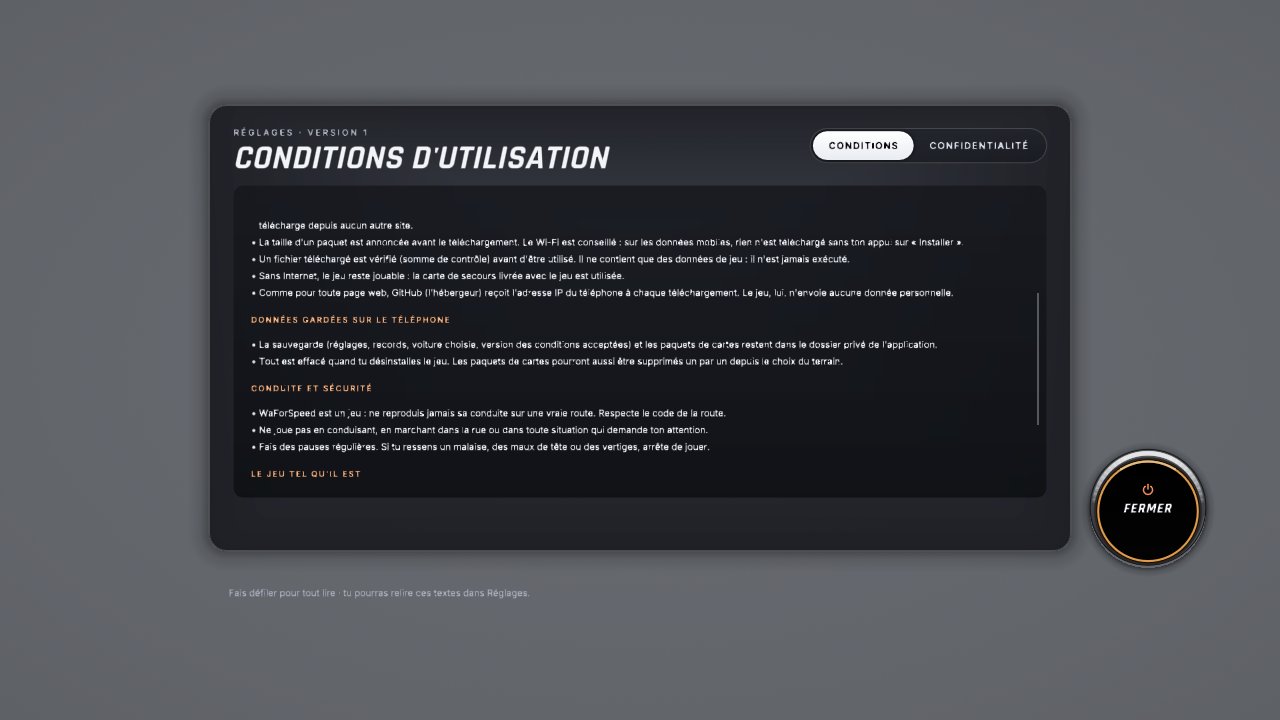 RÉGLAGES · VERSION 1
CONDITIONS D'UTILISATION
CONDITIONS
CONFIDENTIALITÉ
télécharge depuis aucun autre site.
• La taille d'un paquet est annoncée avant le téléchargement. Le Wi-Fi est conseillé : sur les données mobiles, rien n'est téléchargé sans ton appui sur « Installer ».
• Un fichier téléchargé est vérifié (somme de contrôle) avant d'être utilisé. Il ne contient que des données de jeu : il n'est jamais exécuté.
• Sans Internet, le jeu reste jouable : la carte de secours livrée avec le jeu est utilisée.
• Comme pour toute page web, GitHub (l'hébergeur) reçoit l'adresse IP du téléphone à chaque téléchargement. Le jeu, lui, n'envoie aucune donnée personnelle.
DONNÉES GARDÉES SUR LE TÉLÉPHONE
• La sauvegarde (réglages, records, voiture choisie, version des conditions acceptées) et les paquets de cartes restent dans le dossier privé de l'application.
• Tout est effacé quand tu désinstalles le jeu. Les paquets de cartes pourront aussi être supprimés un par un depuis le choix du terrain.
CONDUITE ET SÉCURITÉ
• WaForSpeed est un jeu : ne reproduis jamais sa conduite sur une vraie route. Respecte le code de la route.
• Ne joue pas en conduisant, en marchant dans la rue ou dans toute situation qui demande ton attention.
• Fais des pauses régulières. Si tu ressens un malaise, des maux de tête ou des vertiges, arrête de jouer.
LE JEU TEL QU'IL EST
FERMER
Fais défiler pour tout lire · tu pourras relire ces textes dans Réglages.